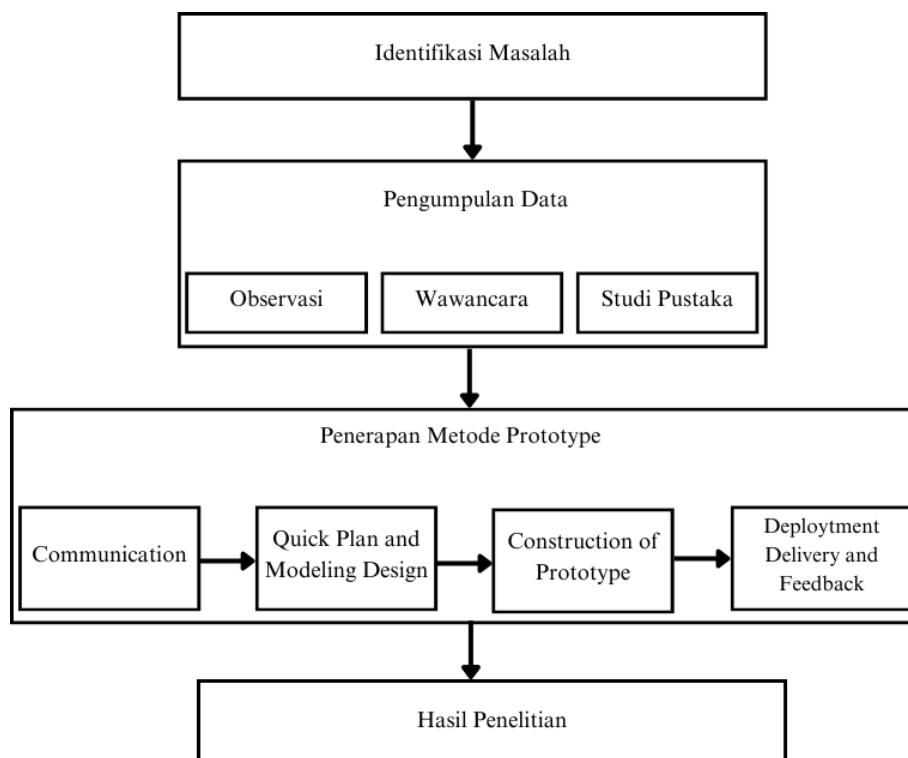 Identifikasi Masalah
Pengumpulan Data
Observasi
Wawancara
Studi Pustaka
Penerapan Metode Prototype
Communication
Quick Plan and
Modeling Design
Construction of
Prototype
Deploytment
Delivery and
Feedback
Hasil Penelitian